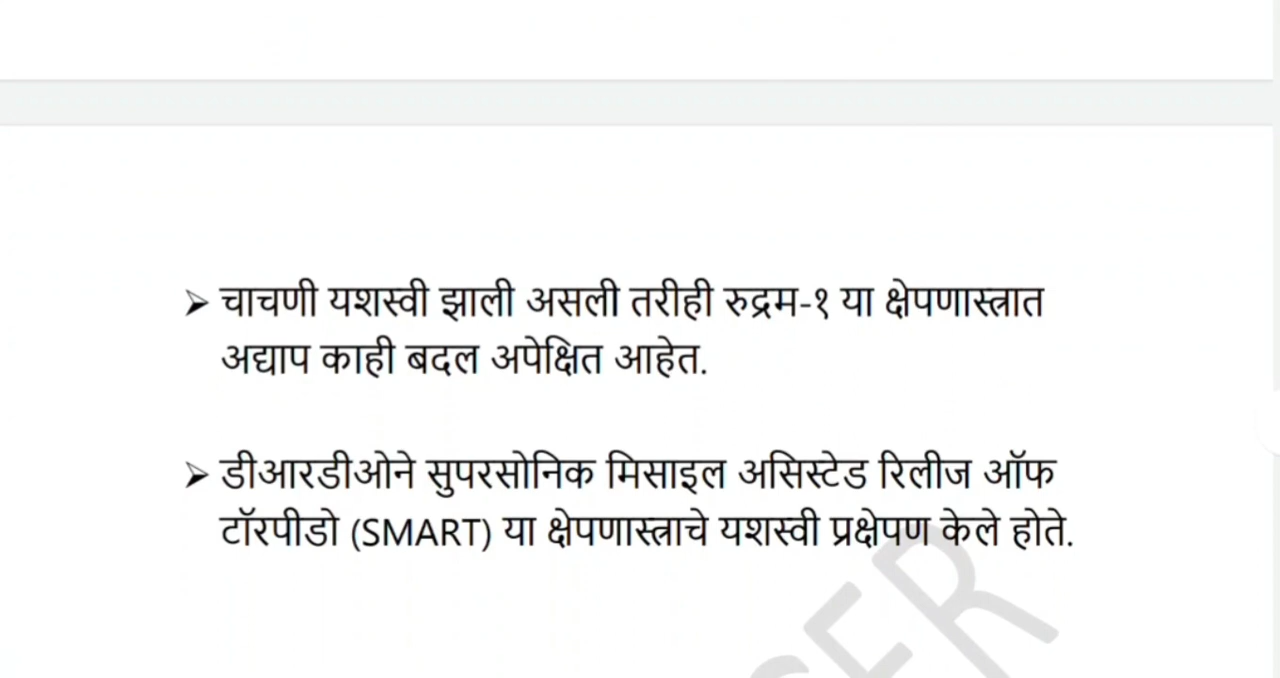 ➢ चाचणी यशस्वी झाली असली तरीही रुद्रम-१ या क्षेपणास्त्रात
अद्याप काही बदल अपेक्षित आहेत.
➢ डीआरडीओने सुपरसोनिक मिसाइल असिस्टेड रिलीज ऑफ
टॉरपीडो (SMART) या क्षेपणास्त्राचे यशस्वी प्रक्षेपण केले होते.